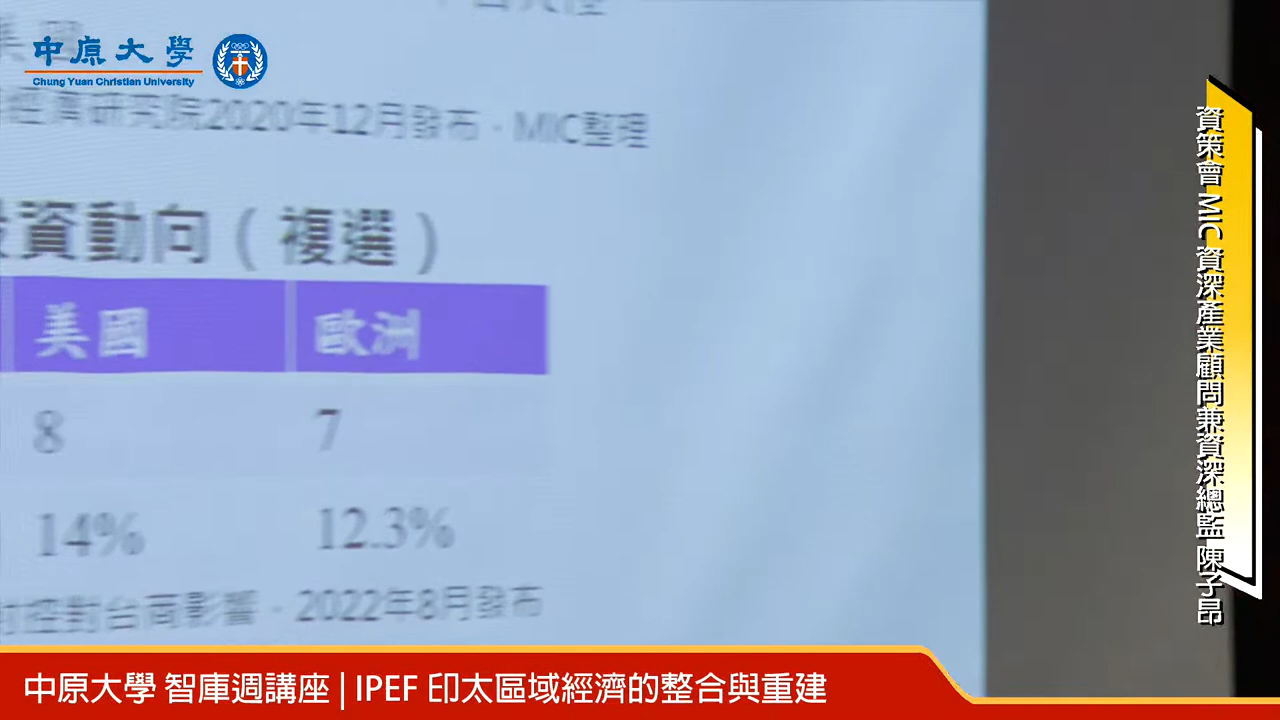 中原大學
Chung Yuan Christian University
經濟研究院2020年12月發布，MIC整理
資動向（複選）
美國 歐洲
8 7
14% 12.3%
控對台商影響，2022年8月發布
資策會 MIC 資深產業顧問兼資深總監 陳子昂
中原大學 智庫週講座 | IPEF 印太區域經濟的整合與重建